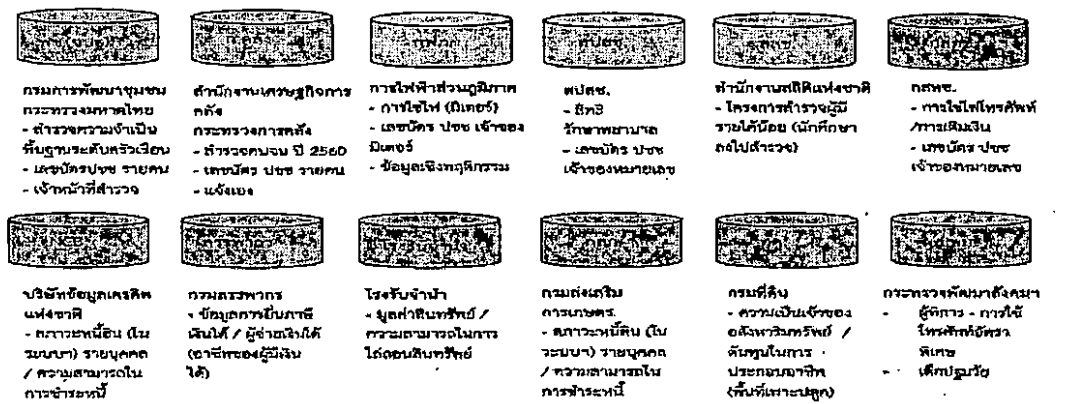 กรมการพัฒนาชุมชน
กระทรวงมหาดไทย
- สำรวจความจำเป็น
พื้นฐานระดับครัวเรือน
- เลขบัตรปชช รายคน
- เจ้าหน้าที่สำรวจ
สำนักงานเศรษฐกิจการ
คลัง
กระทรวงการคลัง
- สำรวจคนจน ปี 2560
- เลขบัตร ปชช รายคน
- แจ้งเอง
การไฟฟ้าส่วนภูมิภาค
- การใช้ไฟ (มิเตอร์)
- เลขบัตร ปชช เจ้าของ
มิเตอร์
- ข้อมูลเชิงพฤติกรรม
สปสช.
- สิทธิ
รักษาพยาบาล
- เลขบัตร ปชช
เจ้าของหมายเลข
สำนักงานสถิติแห่งชาติ
- โครงการสำรวจผู้มี
รายได้น้อย (นักศึกษา
ลงไปสำรวจ)
กสทช.
- การใช้โทรศัพท์
/การเติมเงิน
- เลขบัตร ปชช
เจ้าของหมายเลข
NCB
บริษัทข้อมูลเครดิต
แห่งชาติ
- สภาวะหนี้สิน (ใน
ระบบฯ) รายบุคคล
/ ความสามารถใน
การชำระหนี้
กรมสรรพากร
- ข้อมูลการยื่นภาษี
เงินได้ / ผู้จ่ายเงินได้
(อาชีพของผู้มีเงิน
ได้)
โรงรับจำนำ
- มูลค่าสินทรัพย์ /
ความสามารถในการ
ไถ่ถอนสินทรัพย์
กรมส่งเสริม
การเกษตร
- สภาวะหนี้สิน (ใน
ระบบฯ) รายบุคคล
/ ความสามารถใน
การชำระหนี้
กรมที่ดิน
- ความเป็นเจ้าของ
อสังหาริมทรัพย์ /
ต้นทุนในการ
ประกอบอาชีพ
(พื้นที่เพาะปลูก)
กระทรวงพัฒนาสังคมฯ
- ผู้พิการ - การใช้
โทรศัพท์อัตรา
พิเศษ
- เด็กปฐมวัย